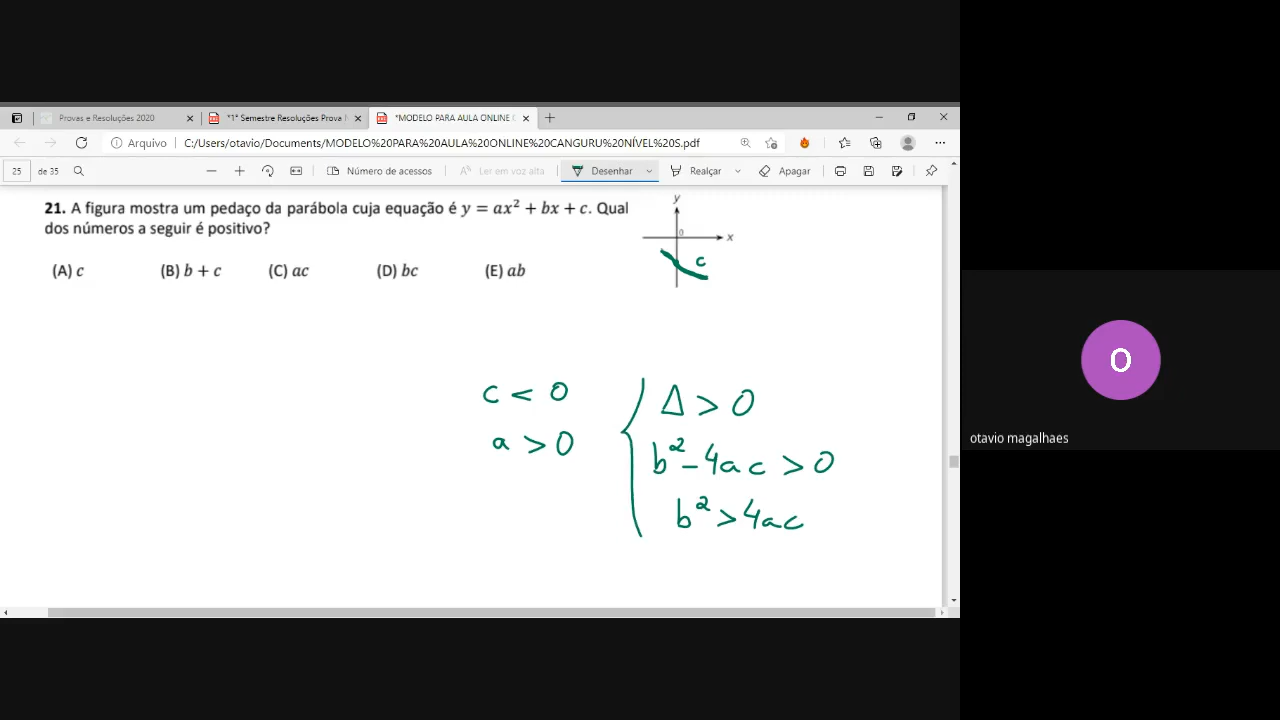 Provas e Resoluções 2020
*1° Semestre Resoluções Prova I
*MODELO PARA AULA ONLINE C
Arquivo
C:/Users/otavio/Documents/MODELO%20PARA%20AULA%20ONLINE%20CANGURU%20NÍVEL%20S.pdf
25 de 35 Número de acessos Ler em voz alta Desenhar Realçar Apagar
21. A figura mostra um pedaço da parábola cuja equação é y = ax² + bx + c. Qual
dos números a seguir é positivo?
(A) c (B) b + c (C) ac (D) bc (E) ab
y
0
x
c
c < 0
a > 0
Δ > 0
b² - 4ac > 0
b² > 4ac
O
otavio magalhaes